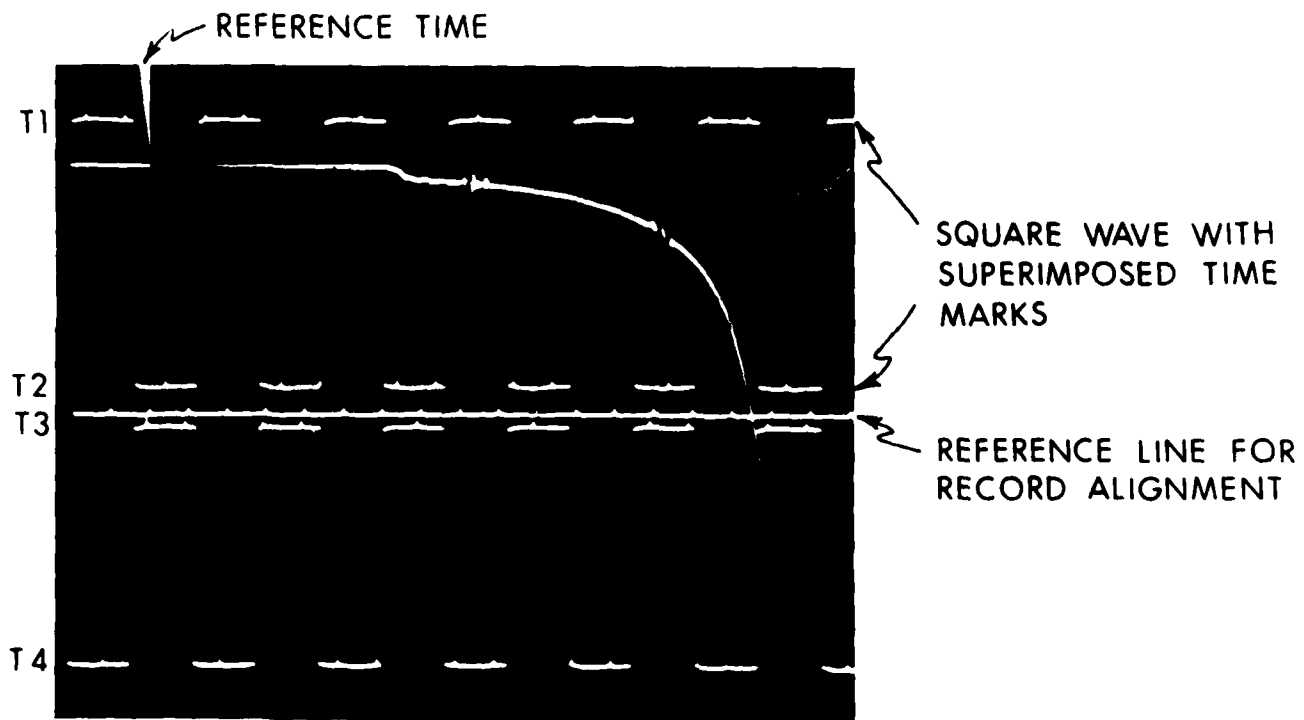 REFERENCE TIME
T1
SQUARE WAVE WITH
SUPERIMPOSED TIME
MARKS
T2
T3
REFERENCE LINE FOR
RECORD ALIGNMENT
T4